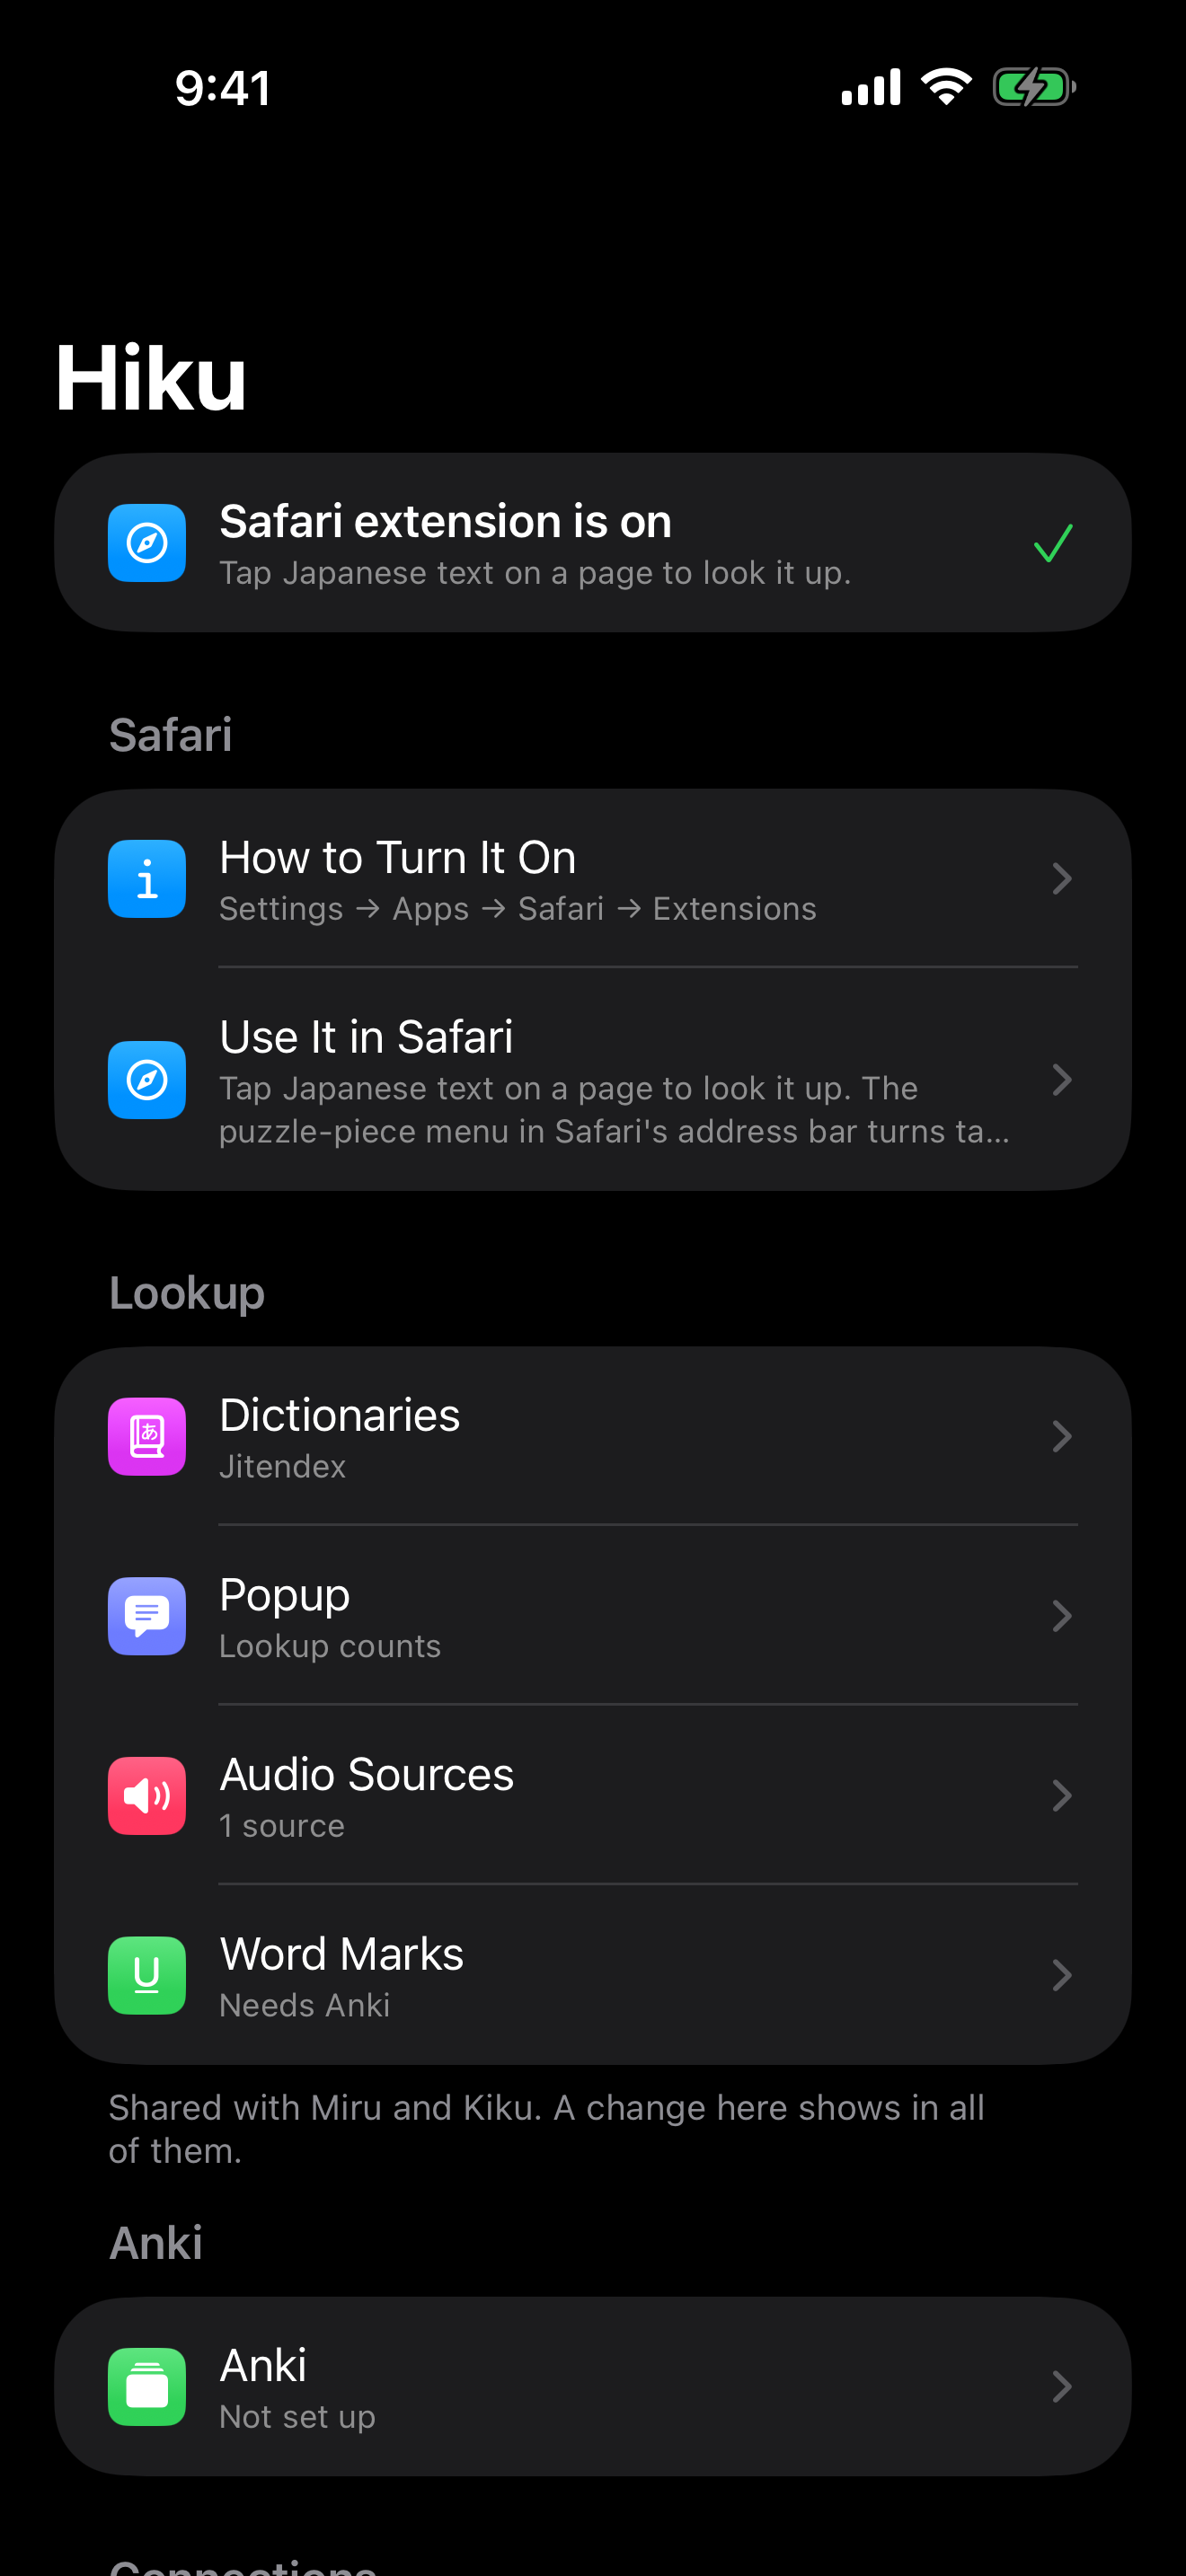 9:41
Hiku
Safari extension is on
Tap Japanese text on a page to look it up.
Safari
How to Turn It On
Settings → Apps → Safari → Extensions
Use It in Safari
Tap Japanese text on a page to look it up. The
puzzle-piece menu in Safari's address bar turns ta...
Lookup
あ
Dictionaries
Jitendex
Popup
Lookup counts
Audio Sources
1 source
U
Word Marks
Needs Anki
Shared with Miru and Kiku. A change here shows in all
of them.
Anki
Anki
Not set up
Connections